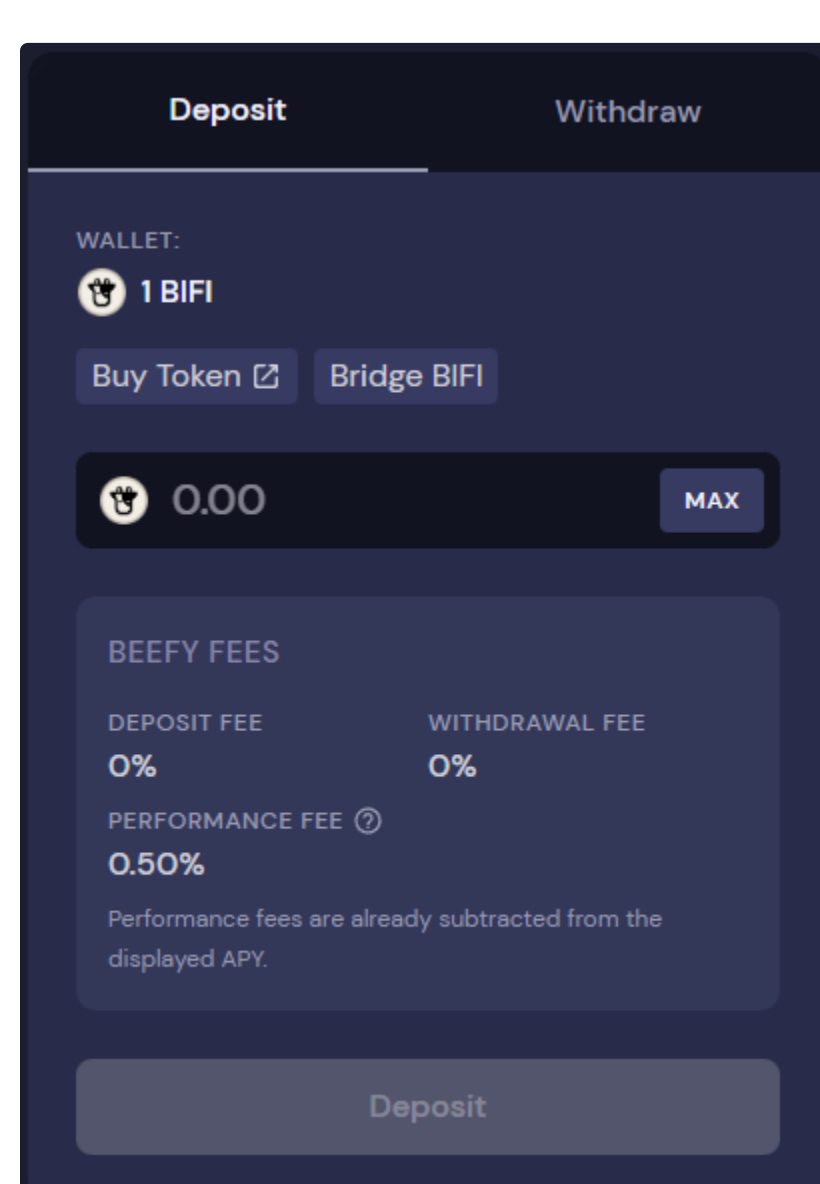 Deposit
Withdraw
WALLET:
1 BIFI
Buy Token
Bridge BIFI
0.00
MAX
BEEFY FEES
DEPOSIT FEE
WITHDRAWAL FEE
0%
0%
PERFORMANCE FEE
0.50%
Performance fees are already subtracted from the
displayed APY.
Deposit